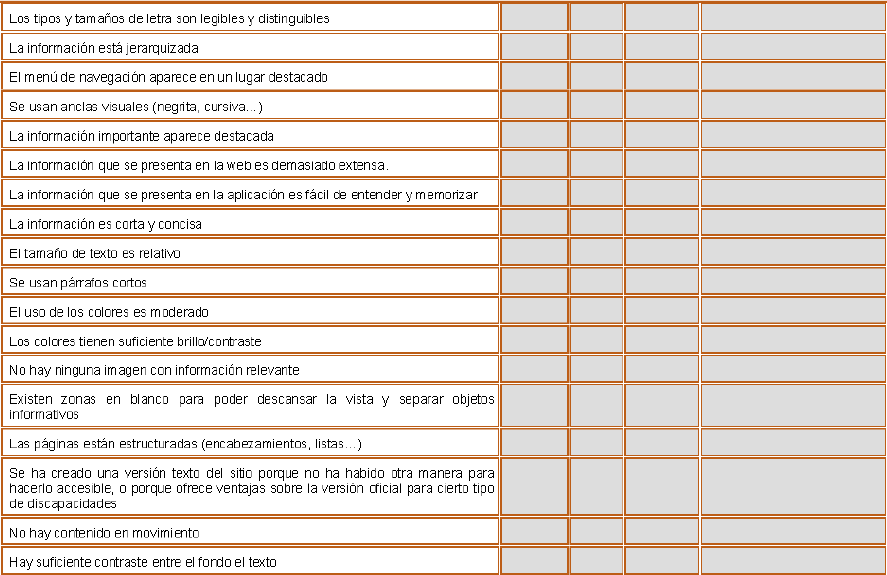 Los tipos y tamaños de letra son legibles y distinguibles
La información está jerarquizada
El menú de navegación aparece en un lugar destacado
Se usan anclas visuales (negrita, cursiva…)
La información importante aparece destacada
La información que se presenta en la web es demasiado extensa.
La información que se presenta en la aplicación es fácil de entender y memorizar
La información es corta y concisa
El tamaño de texto es relativo
Se usan párrafos cortos
El uso de los colores es moderado
Los colores tienen suficiente brillo/contraste
No hay ninguna imagen con información relevante
Existen zonas en blanco para poder descansar la vista y separar objetos
informativos
Las páginas están estructuradas (encabezamientos, listas…)
Se ha creado una versión texto del sitio porque no ha habido otra manera para
hacerlo accesible, o porque ofrece ventajas sobre la versión oficial para cierto tipo
de discapacidades
No hay contenido en movimiento
Hay suficiente contraste entre el fondo el texto